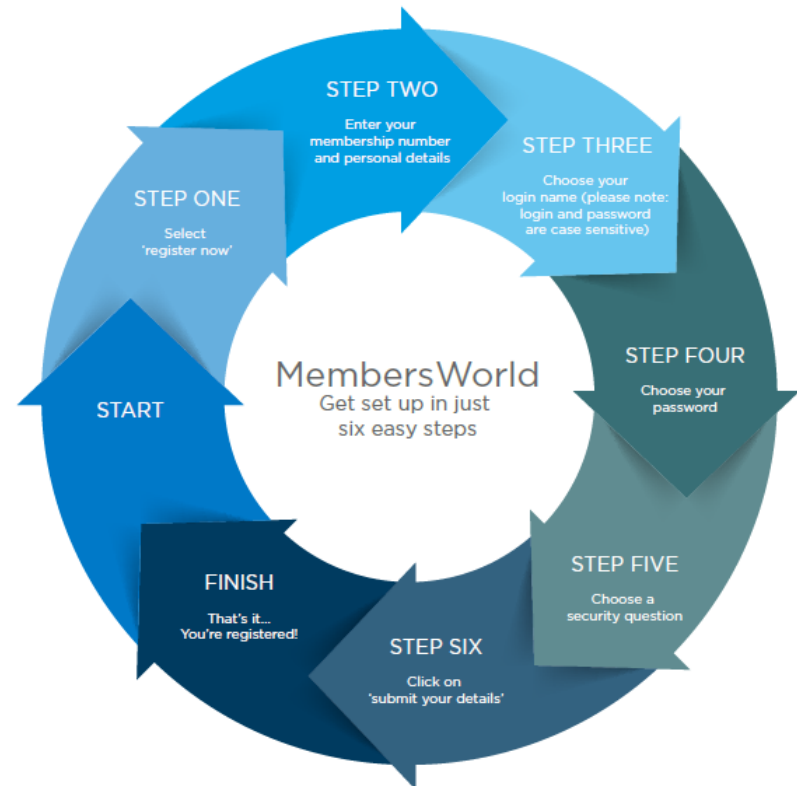 MembersWorld
Get set up in just
six easy steps
START
STEP ONE
Select
'register now'
STEP TWO
Enter your
membership number
and personal details
STEP THREE
Choose your
login name (please note:
login and password
are case sensitive)
STEP FOUR
Choose your
password
STEP FIVE
Choose a
security question
STEP SIX
Click on
'submit your details'
FINISH
That's it...
You're registered!